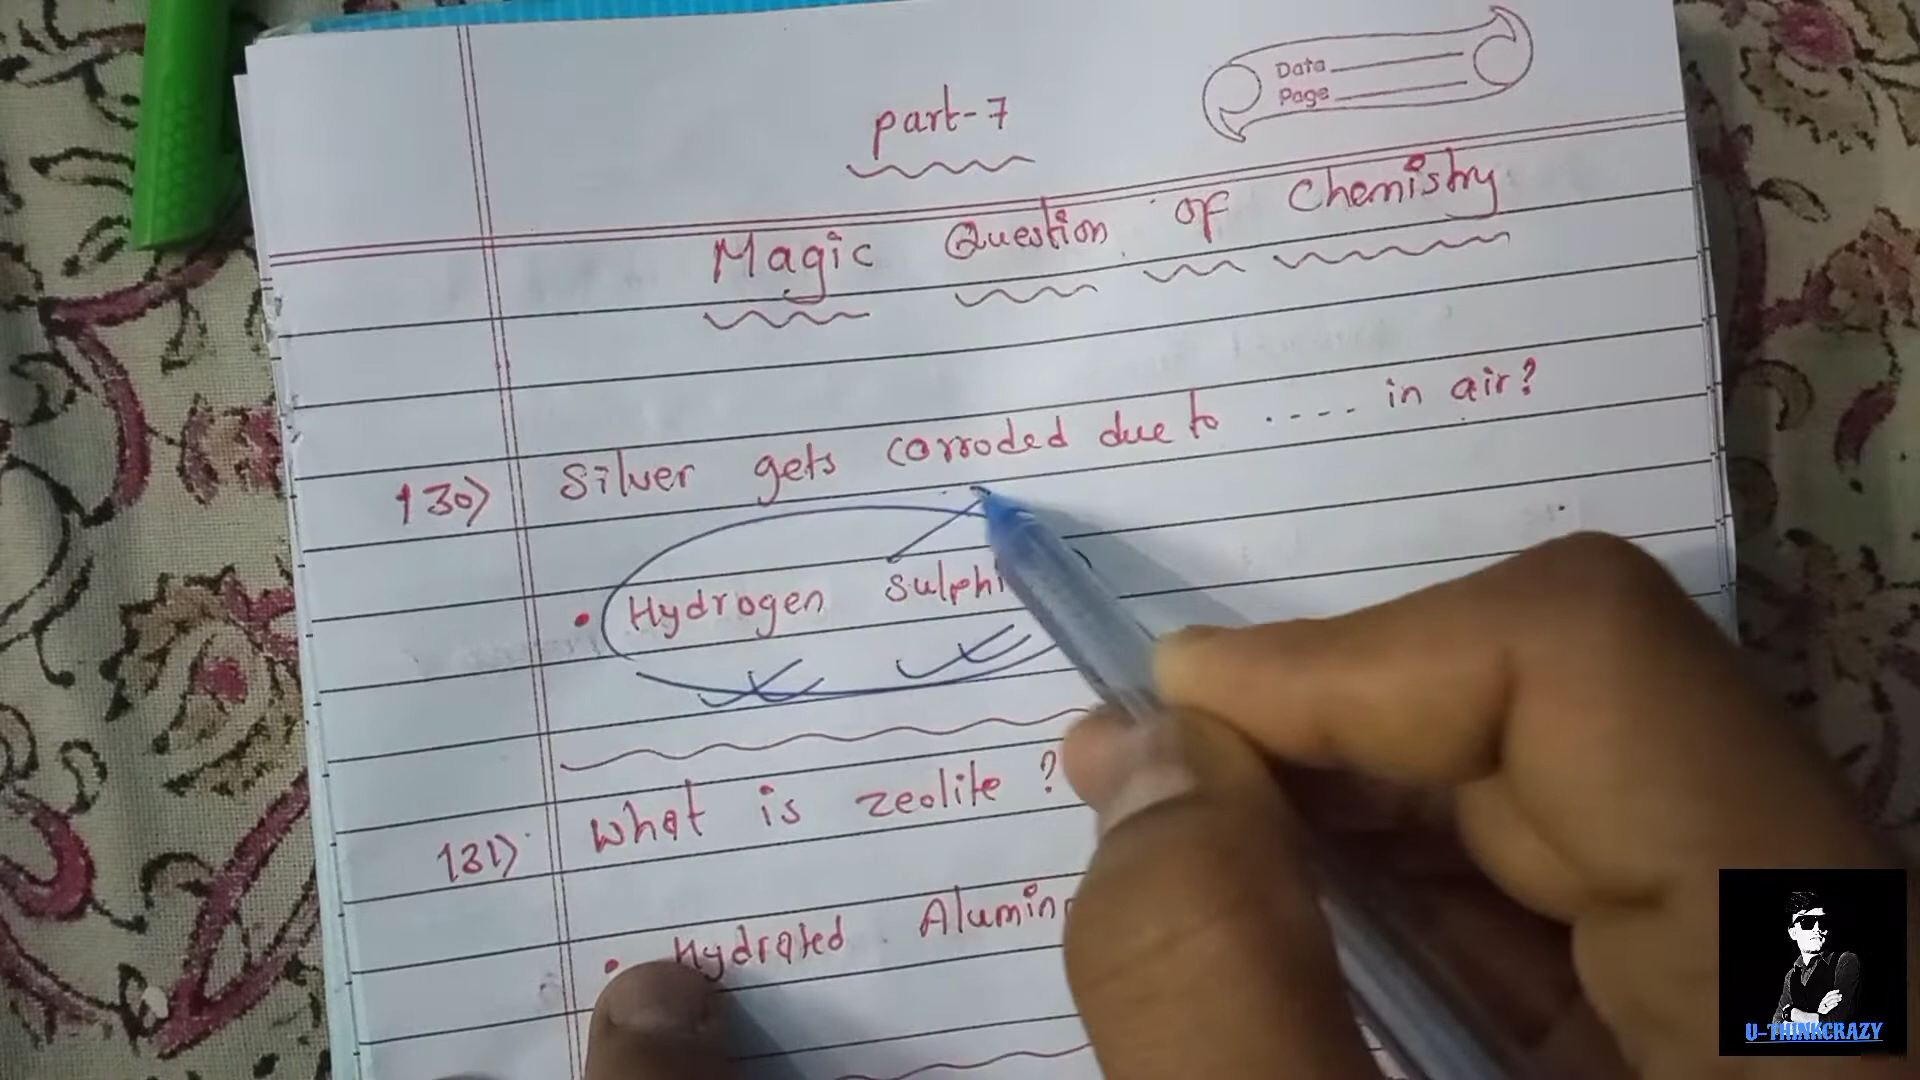 Data
Page
part-7
Magic Question of Chemistry
130) Silver gets corroded due to .... in air?
• Hydrogen
131) What is zeolite ?
• Hydrated
U-THINKCRAZY